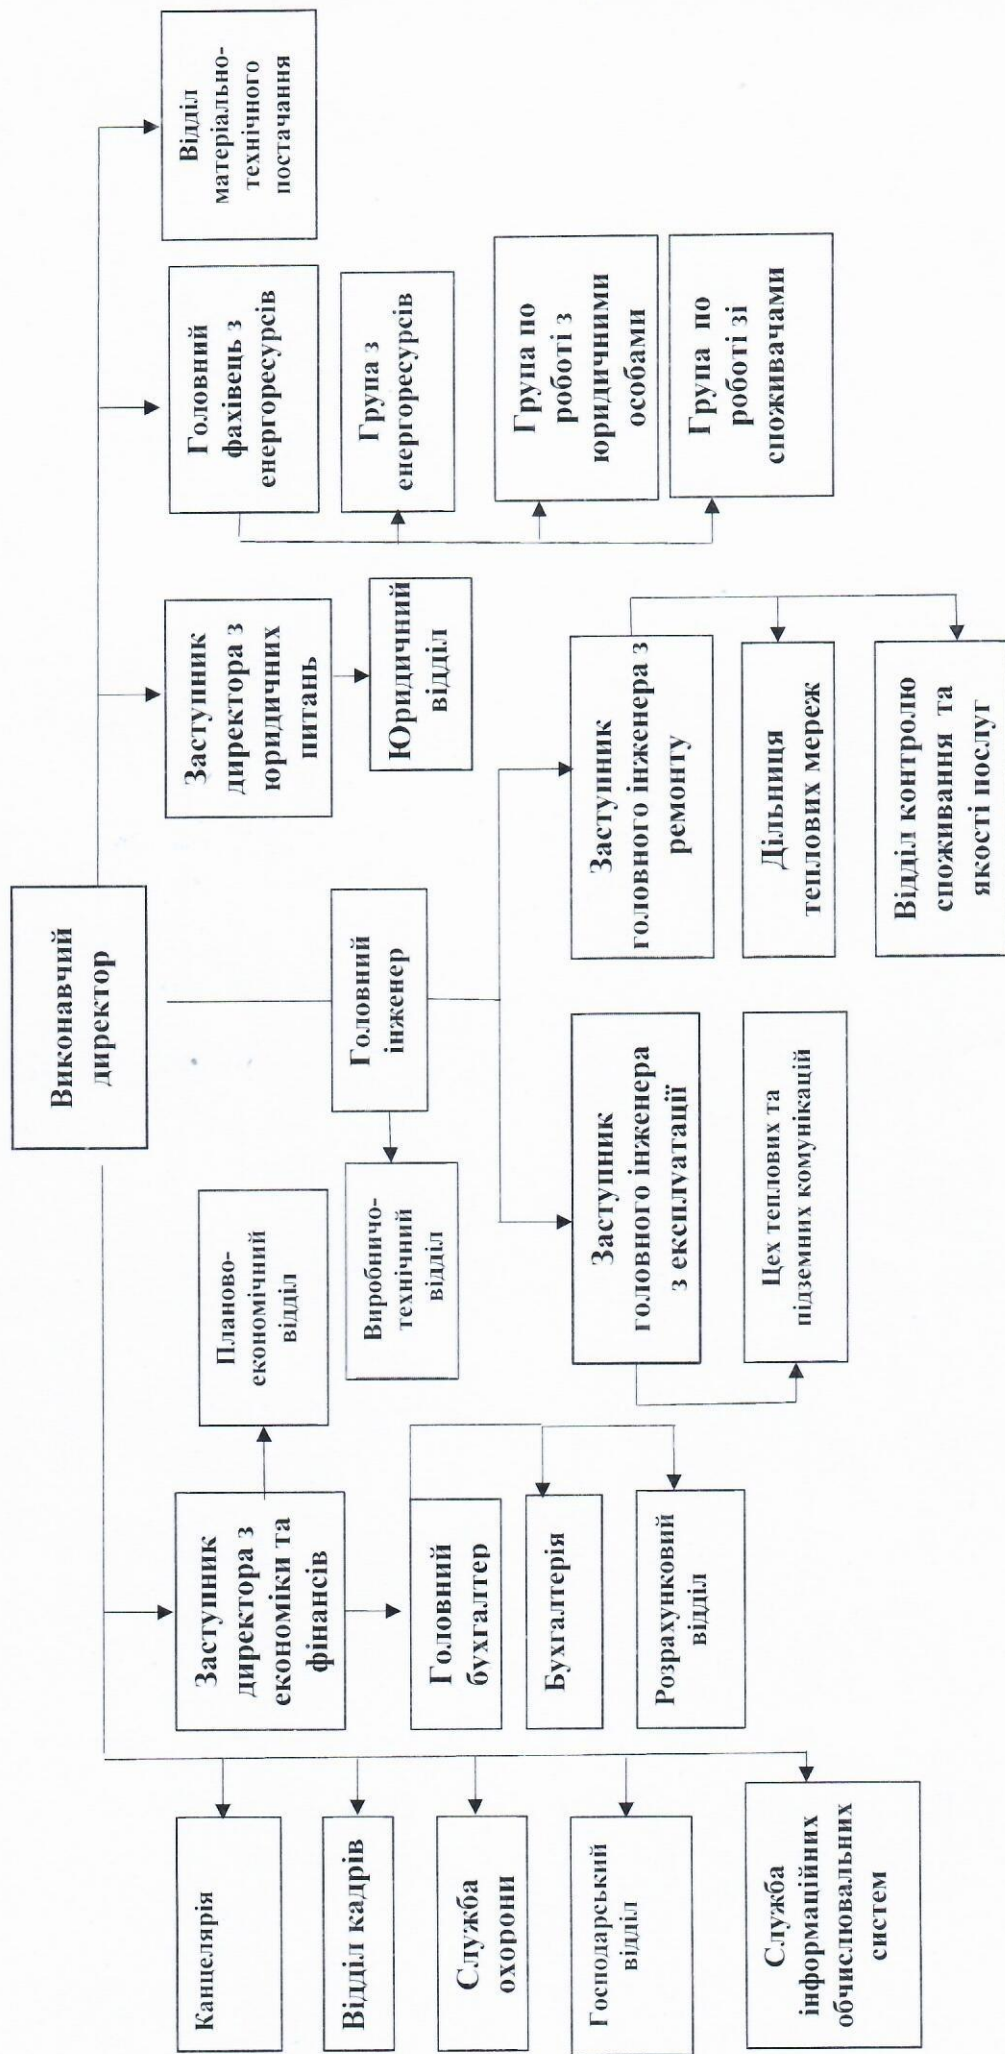 Виконавчий
директор
Канцелярія
Відділ кадрів
Служба
охорони
Господарський
відділ
Служба
інформаційних
обчислювальних
систем
Заступник
директора з
економіки та
фінансів
Планово-
економічний
відділ
Головний
бухгалтер
Бухгалтерія
Розрахунковий
відділ
Головний
інженер
Виробничо-
технічний
відділ
Заступник
головного інженера
з експлуатації
Цех теплових та
підземних комунікацій
Заступник
головного інженера з
ремонту
Дільниця
теплових мереж
Відділ контролю
споживання та
якості послуг
Заступник
директора з
юридичних
питань
Юридичний
відділ
Головний
фахівець з
енергоресурсів
Група з
енергоресурсів
Група по
роботі з
юридичними
особами
Група по
роботі зі
споживачами
Відділ
матеріально-
технічного
постачання